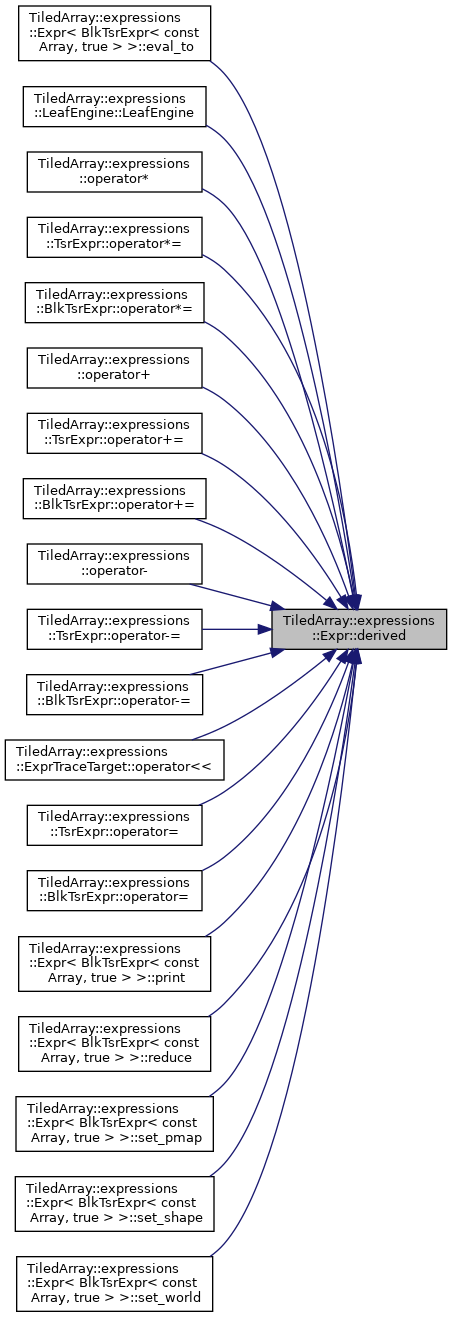 TiledArray::expressions
::Expr< BlkTsrExpr< const
Array, true > >::eval_to
TiledArray::expressions
::LeafEngine::LeafEngine
TiledArray::expressions
::operator*
TiledArray::expressions
::TsrExpr::operator*=
TiledArray::expressions
::BlkTsrExpr::operator*=
TiledArray::expressions
::operator+
TiledArray::expressions
::TsrExpr::operator+=
TiledArray::expressions
::BlkTsrExpr::operator+=
TiledArray::expressions
::operator-
TiledArray::expressions
::TsrExpr::operator-=
TiledArray::expressions
::Expr::derived
TiledArray::expressions
::BlkTsrExpr::operator-=
TiledArray::expressions
::ExprTraceTarget::operator<<
TiledArray::expressions
::TsrExpr::operator=
TiledArray::expressions
::BlkTsrExpr::operator=
TiledArray::expressions
::Expr< BlkTsrExpr< const
Array, true > >::print
TiledArray::expressions
::Expr< BlkTsrExpr< const
Array, true > >::reduce
TiledArray::expressions
::Expr< BlkTsrExpr< const
Array, true > >::set_pmap
TiledArray::expressions
::Expr< BlkTsrExpr< const
Array, true > >::set_shape
TiledArray::expressions
::Expr< BlkTsrExpr< const
Array, true > >::set_world